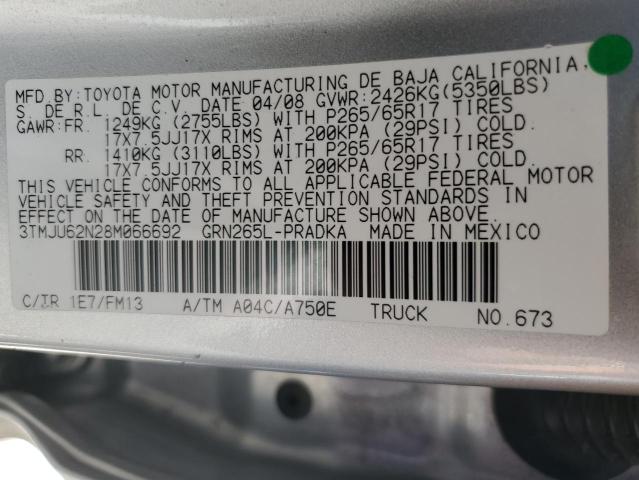 MFD.BY:TOYOTA MOTOR MANUFACTURING DE BAJA CALIFORNIA,
S. DE R.L. DE C.V. DATE 04/08 GVWR:2426KG(5350LBS)
GAWR:FR. 1249KG (2755LBS) WITH P265/65R17 TIRES
17X7.5JJ17X RIMS AT 200KPA (29PSI) COLD.
RR. 1410KG (3110LBS) WITH P265/65R17 TIRES
17X7.5JJ17X RIMS AT 200KPA (29PSI) COLD.
THIS VEHICLE CONFORMS TO ALL APPLICABLE FEDERAL MOTOR
VEHICLE SAFETY AND THEFT PREVENTION STANDARDS IN
EFFECT ON THE DATE OF MANUFACTURE SHOWN ABOVE.
3TMJU62N28M066692 GRN265L-PRADKA MADE IN MEXICO
C/TR 1E7/FM13 A/TM A04C/A750E TRUCK NO.673